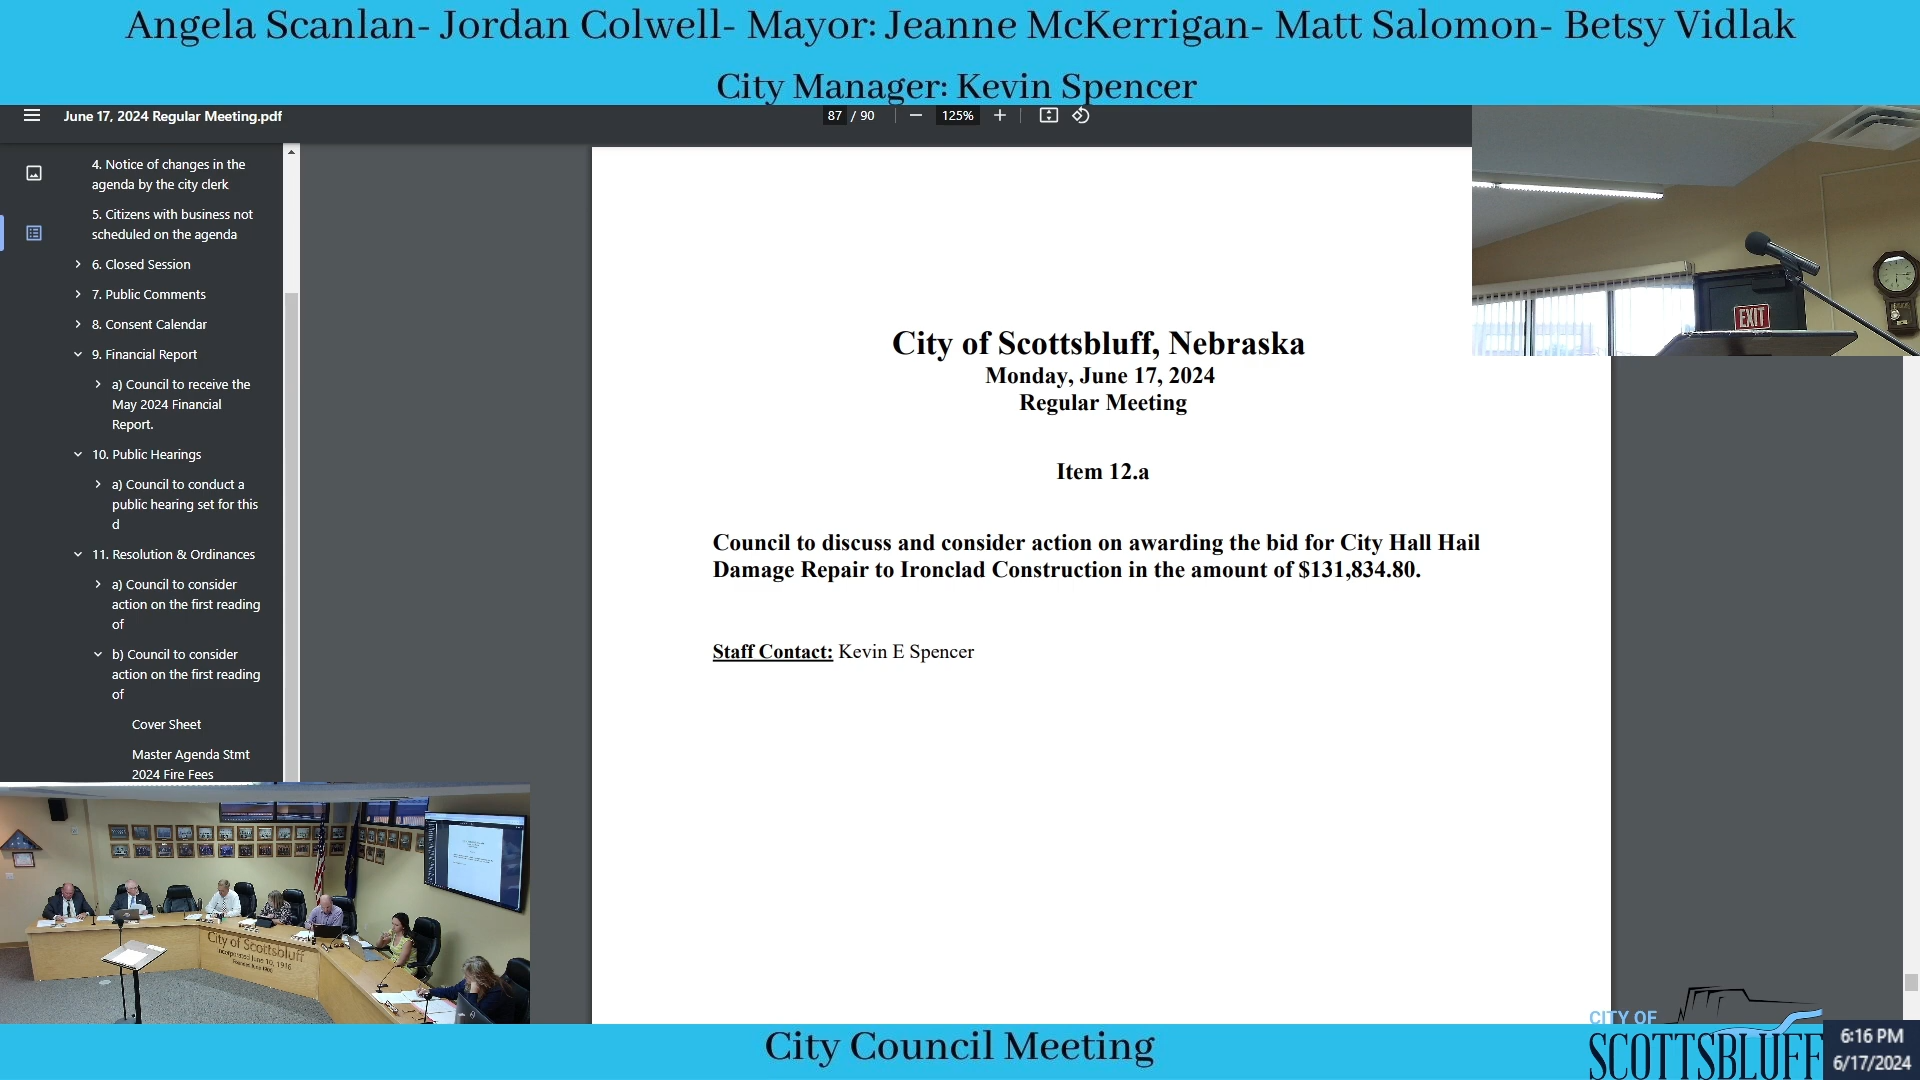 Angela Scanlan- Jordan Colwell- Mayor: Jeanne McKerrigan- Matt Salomon- Betsy Vidlak
City Manager: Kevin Spencer
June 17, 2024 Regular Meeting.pdf
87 / 90
125%
4. Notice of changes in the
agenda by the city clerk
5. Citizens with business not
scheduled on the agenda
6. Closed Session
7. Public Comments
8. Consent Calendar
9. Financial Report
a) Council to receive the
May 2024 Financial
Report.
10. Public Hearings
a) Council to conduct a
public hearing set for this
d
11. Resolution & Ordinances
a) Council to consider
action on the first reading
of
b) Council to consider
action on the first reading
of
Cover Sheet
Master Agenda Stmt
2024 Fire Fees
City of Scottsbluff, Nebraska
Monday, June 17, 2024
Regular Meeting
Item 12.a
Council to discuss and consider action on awarding the bid for City Hall Hail
Damage Repair to Ironclad Construction in the amount of $131,834.80.
Staff Contact: Kevin E Spencer
EXIT
City of Scottsbluff
Incorporated June 10, 1916
City Council Meeting
CITY OF
SCOTTSBLUFF
6:16 PM
6/17/2024